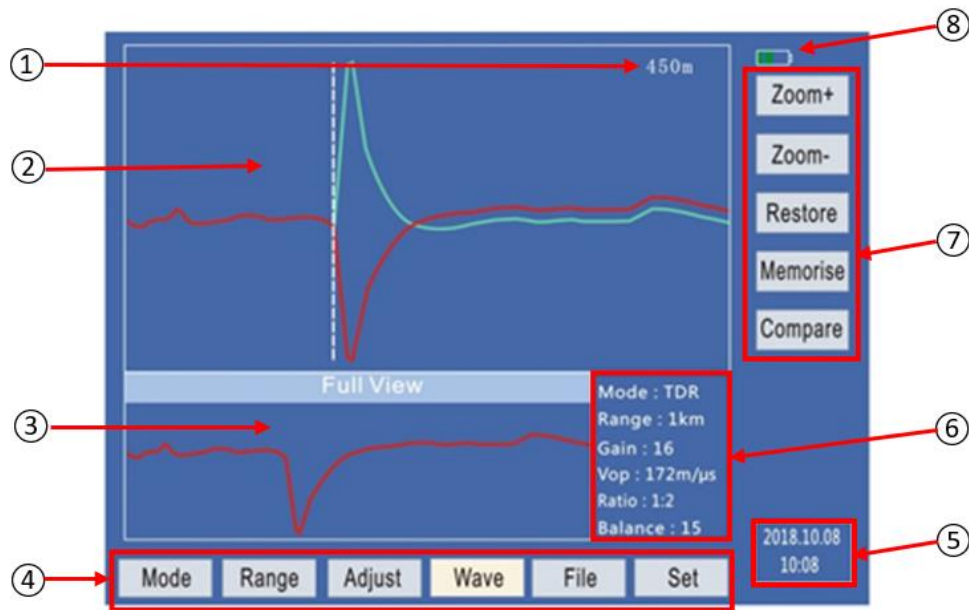 ①
450m
⑧
Zoom+
②
Zoom-
Restore
⑦
Memorise
Compare
Full View
③
Mode : TDR
Range : 1km
Gain : 16
Vop : 172m/μs
Ratio : 1:2
Balance : 15
⑥
2018.10.08
10:08
⑤
④
Mode Range Adjust Wave File Set